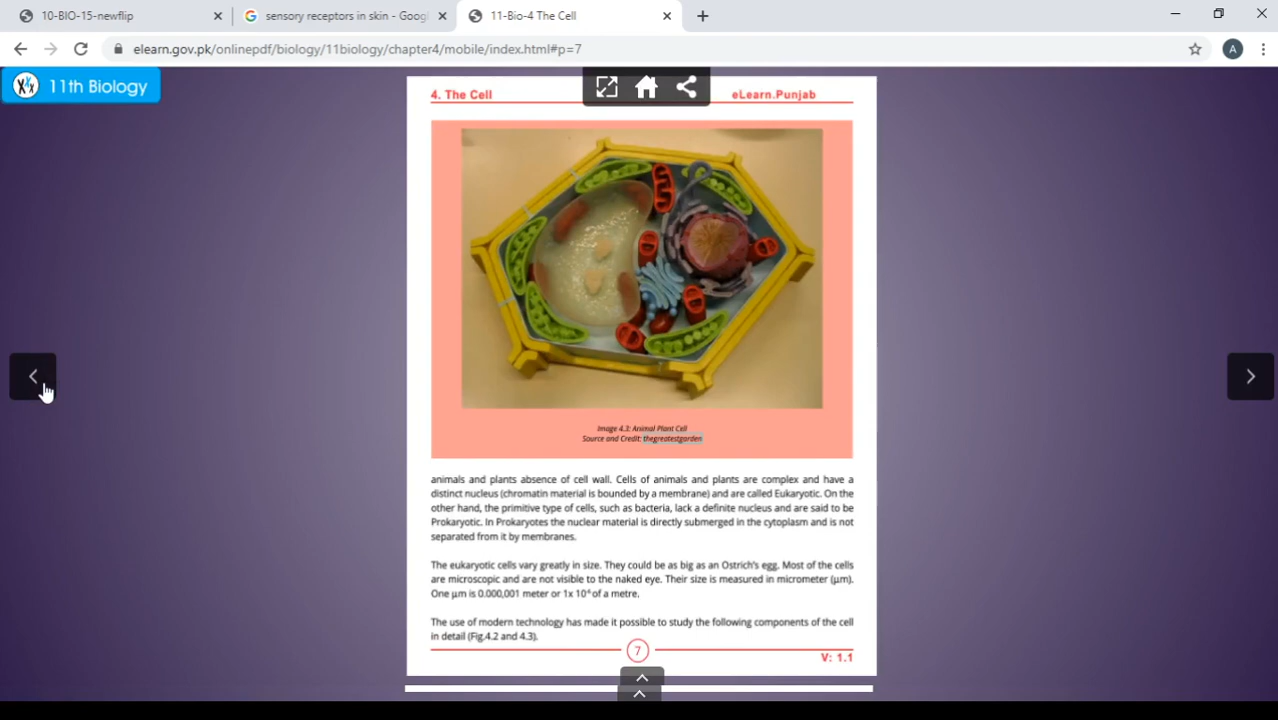 10-BIO-15-newflip
sensory receptors in skin - Googl
11-Bio-4 The Cell
elearn.gov.pk/onlinepdf/biology/11biology/chapter4/mobile/index.html#p=7
A
11th Biology
4. The Cell
eLearn.Punjab
Image 4.3: Animal Plant Cell
Source and Credit: thegreatestgarden
animals and plants absence of cell wall. Cells of animals and plants are complex and have a
distinct nucleus (chromatin material is bounded by a membrane) and are called Eukaryotic. On the
other hand, the primitive type of cells, such as bacteria, lack a definite nucleus and are said to be
Prokaryotic. In Prokaryotes the nuclear material is directly submerged in the cytoplasm and is not
separated from it by membranes.
The eukaryotic cells vary greatly in size. They could be as big as an Ostrich's egg. Most of the cells
are microscopic and are not visible to the naked eye. Their size is measured in micrometer (µm).
One µm is 0.000,001 meter or 1x 10⁻⁶ of a metre.
The use of modern technology has made it possible to study the following components of the cell
in detail (Fig.4.2 and 4.3).
7
V: 1.1